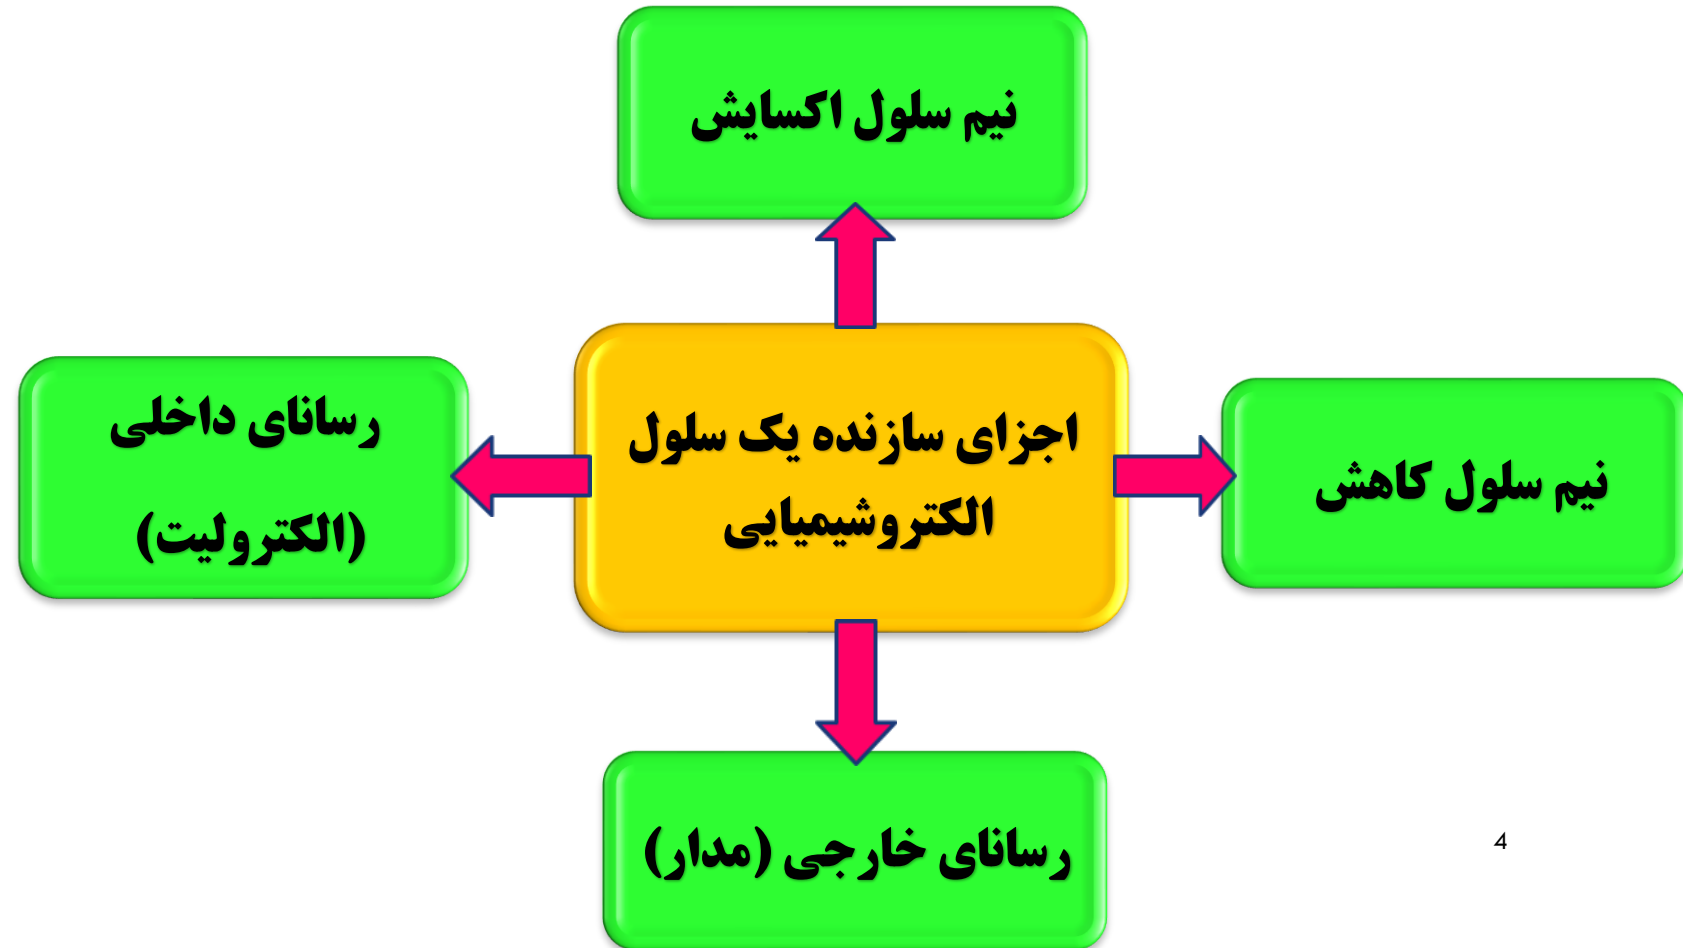 نیم سلول اکسایش
اجزای سازنده یک سلول
الکتروشیمیایی
نیم سلول کاهش
رسانای داخلی
(الکترولیت)
رسانای خارجی (مدار)
4